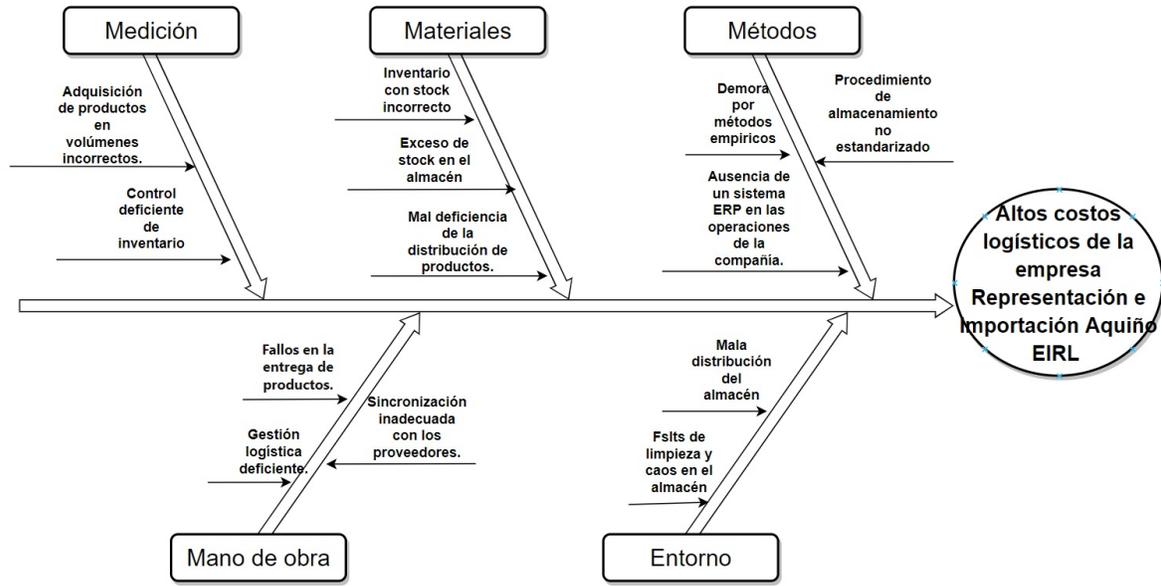 Medición
Materiales
Métodos
Adquisición
de productos
en
volúmenes
incorrectos.
Control
deficiente
de
inventario
Inventario
con stock
incorrecto
Exceso de
stock en el
almacén
Mal deficiencia
de la
distribución de
productos.
Demora
por
métodos
empiricos
Procedimiento
de
almacenamiento
no
estandarizado
Ausencia de
un sistema
ERP en las
operaciones
de la
compañía.
Altos costos
logísticos de la
empresa
Representación e
Importación Aquiño
EIRL
Fallos en la
entrega de
productos.
Sincronización
inadecuada
con los
proveedores.
Gestión
logística
deficiente.
Mala
distribución
del
almacén
Fslts de
limpieza y
caos en el
almacén
Mano de obra
Entorno